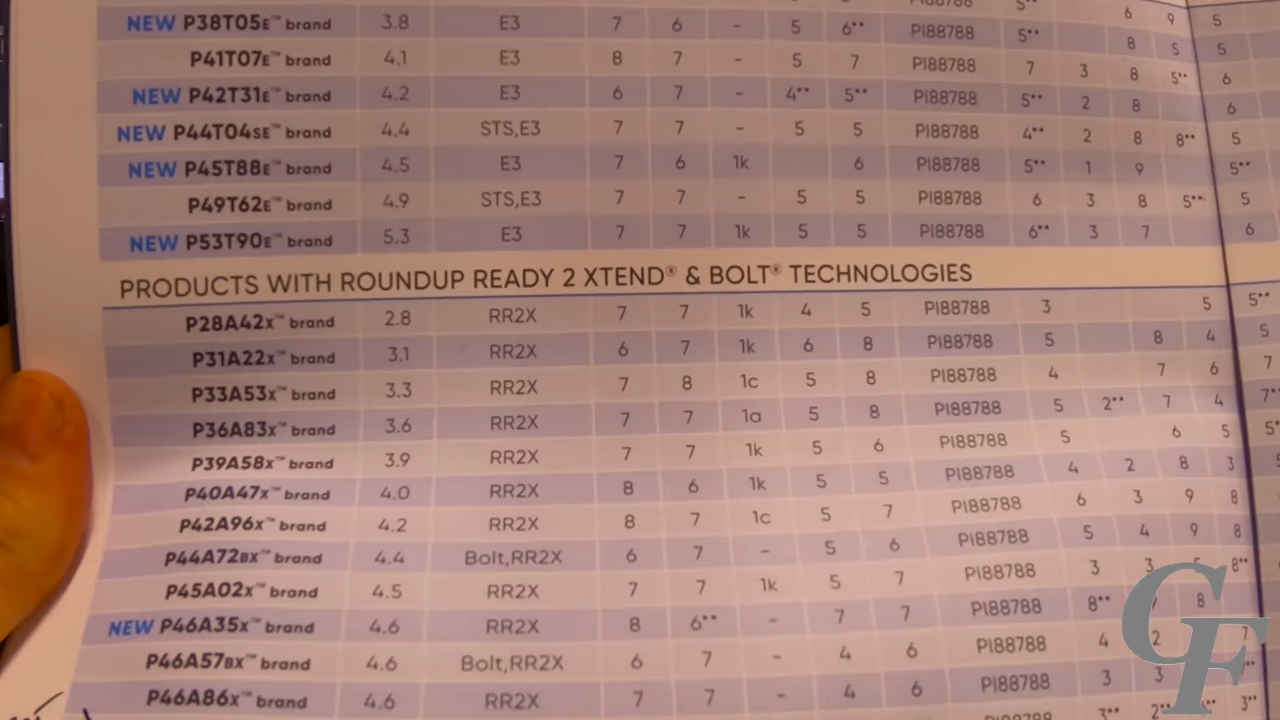 NEW P38T05E™ brand 3.8 E3 7 6 - 5 6** PI88788 5** 6 9 5
P41T07E™ brand 4.1 E3 8 7 - 5 7 PI88788 7 3 8 5** 6
NEW P42T31E™ brand 4.2 E3 6 7 - 4** 5** PI88788 5** 2 8 6
NEW P44T04SE™ brand 4.4 STS,E3 7 7 - 5 5 PI88788 4** 2 8 8** 5
NEW P45T88E™ brand 4.5 E3 7 6 1k 6 PI88788 5** 1 9 5**
P49T62E™ brand 4.9 STS,E3 7 7 - 5 5 PI88788 6 3 8 5** 5
NEW P53T90E™ brand 5.3 E3 7 7 1k 5 5 PI88788 6** 3 7 6
PRODUCTS WITH ROUNDUP READY 2 XTEND® & BOLT® TECHNOLOGIES
P28A42X™ brand 2.8 RR2X 7 7 1k 4 5 PI88788 3 5 5**
P31A22X™ brand 3.1 RR2X 6 7 1k 6 8 PI88788 5 8 4 5
P33A53X™ brand 3.3 RR2X 7 8 1c 5 8 PI88788 4 7 6 7
P36A83X™ brand 3.6 RR2X 7 7 1a 5 8 PI88788 5 2** 7 4
P39A58X™ brand 3.9 RR2X 7 7 1k 5 6 PI88788 5 6 5
P40A47X™ brand 4.0 RR2X 8 6 1k 5 5 PI88788 4 2 8 3
P42A96X™ brand 4.2 RR2X 8 7 1c 5 7 PI88788 6 3 9 8
P44A72BX™ brand 4.4 Bolt,RR2X 6 7 - 5 6 PI88788 5 4 9 8
P45A02X™ brand 4.5 RR2X 7 7 1k 5 7 PI88788 3 3 8**
NEW P46A35X™ brand 4.6 RR2X 8 6** - 7 7 PI88788 8** 8
P46A57BX™ brand 4.6 Bolt,RR2X 6 7 - 4 6 PI88788 4 2 7
P46A86X™ brand 4.6 RR2X 7 7 - 4 6 PI88788 3 3
CF